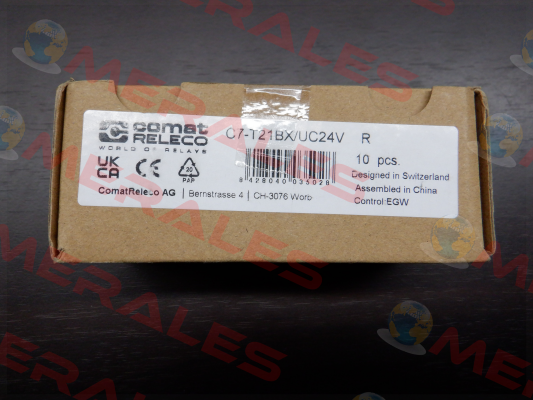 comat
RELECO
WORLD OF RELAYS
C7-T21BX/UC24V R
10 pcs.
UK
CA
CE
20
PAP
8428040035028
Designed in Switzerland
Assembled in China
Control:EGW
ComatReleco AG | Bernstrasse 4 | CH-3076 Worb
MERALES
MERALES
MERALES